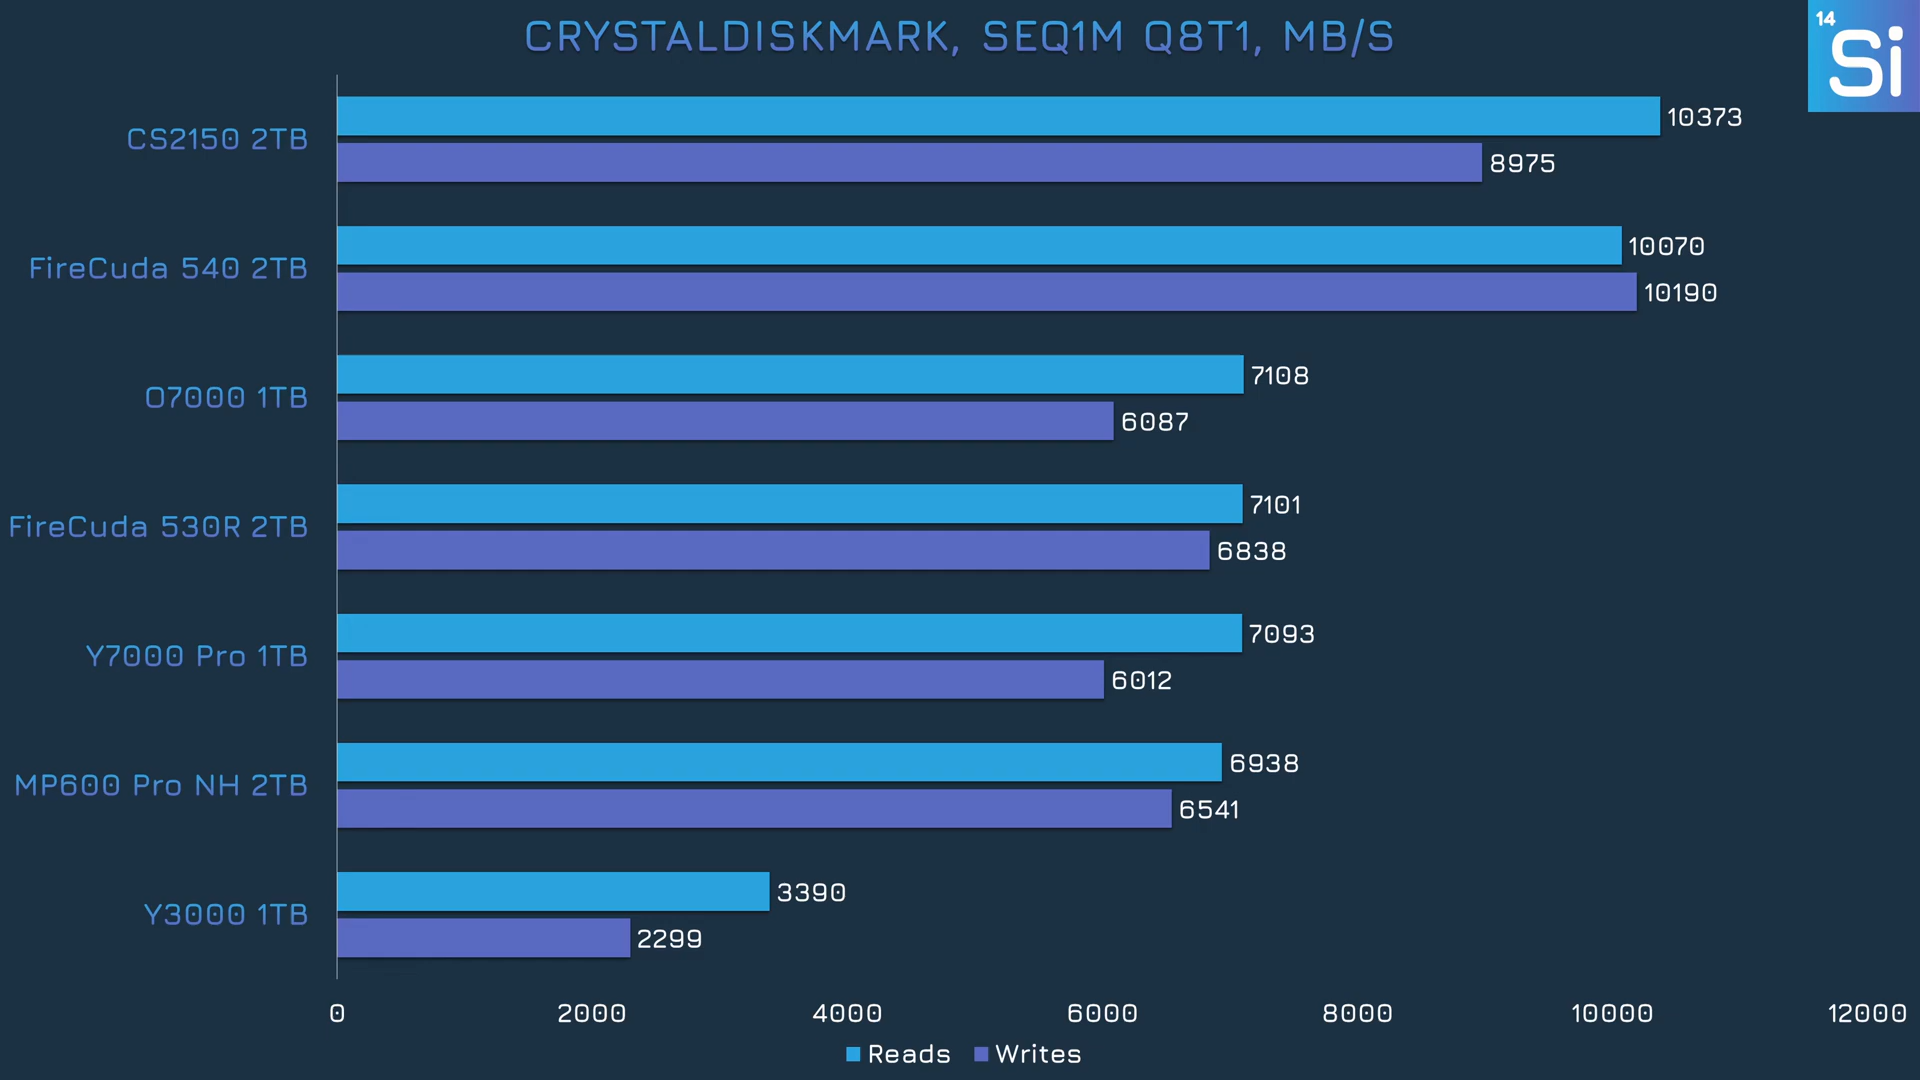 CRYSTALDISKMARK, SEQ1M Q8T1, MB/S
14
Si
CS2150 2TB
10373
8975
FireCuda 540 2TB
10070
10190
O7000 1TB
7108
6087
FireCuda 530R 2TB
7101
6838
Y7000 Pro 1TB
7093
6012
MP600 Pro NH 2TB
6938
6541
Y3000 1TB
3390
2299
0 2000 4000 6000 8000 10000 12000
Reads Writes